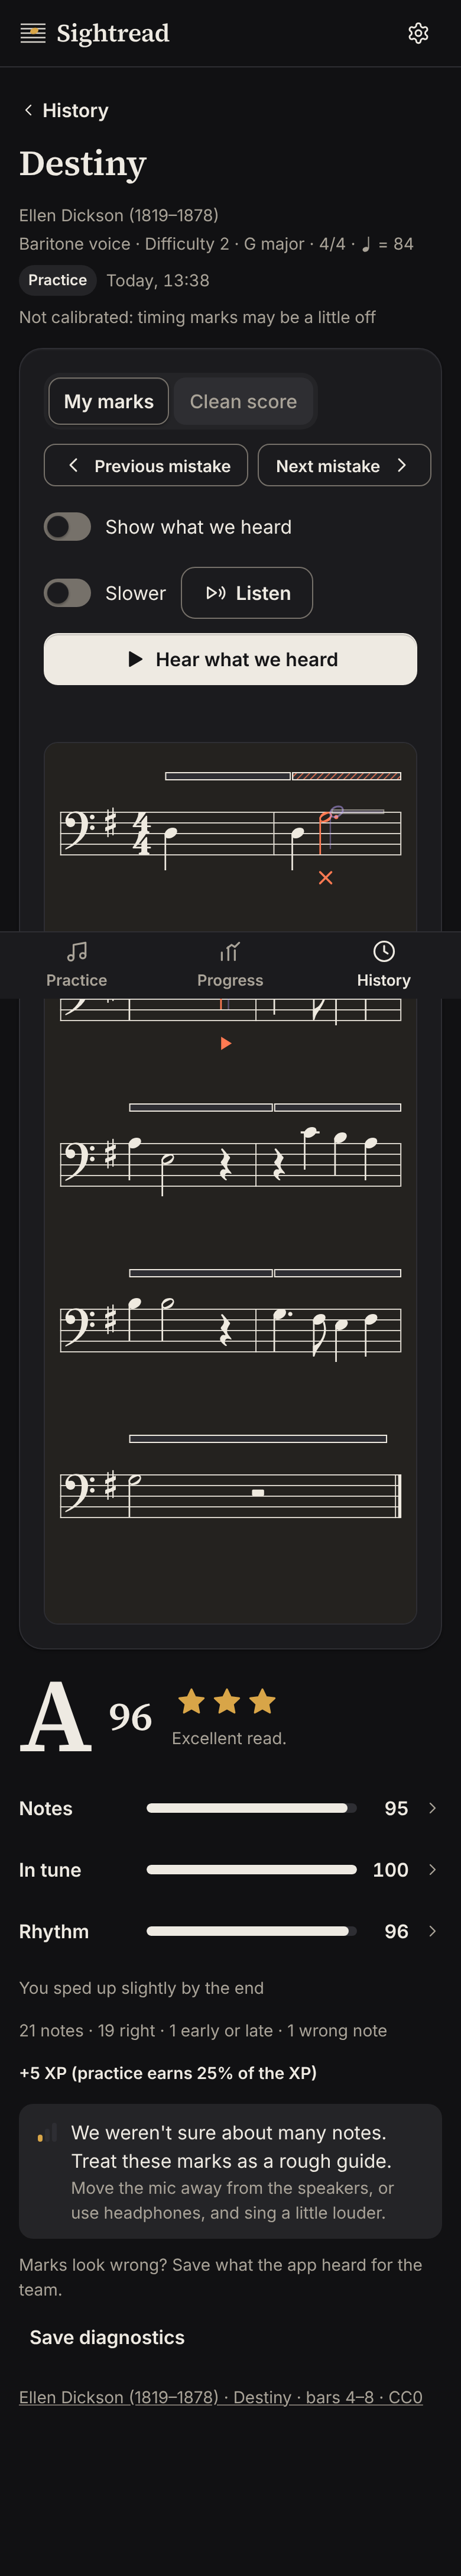 Sightread
History
Destiny
Ellen Dickson (1819–1878)
Baritone voice · Difficulty 2 · G major · 4/4 · ♩ = 84
Practice Today, 13:38
Not calibrated: timing marks may be a little off
My marks Clean score
Previous mistake Next mistake
Show what we heard
Slower Listen
Hear what we heard
4
4
Practice Progress History
A 96
Excellent read.
Notes 95
In tune 100
Rhythm 96
You sped up slightly by the end
21 notes · 19 right · 1 early or late · 1 wrong note
+5 XP (practice earns 25% of the XP)
We weren't sure about many notes.
Treat these marks as a rough guide.
Move the mic away from the speakers, or
use headphones, and sing a little louder.
Marks look wrong? Save what the app heard for the
team.
Save diagnostics
Ellen Dickson (1819–1878) · Destiny · bars 4–8 · CC0